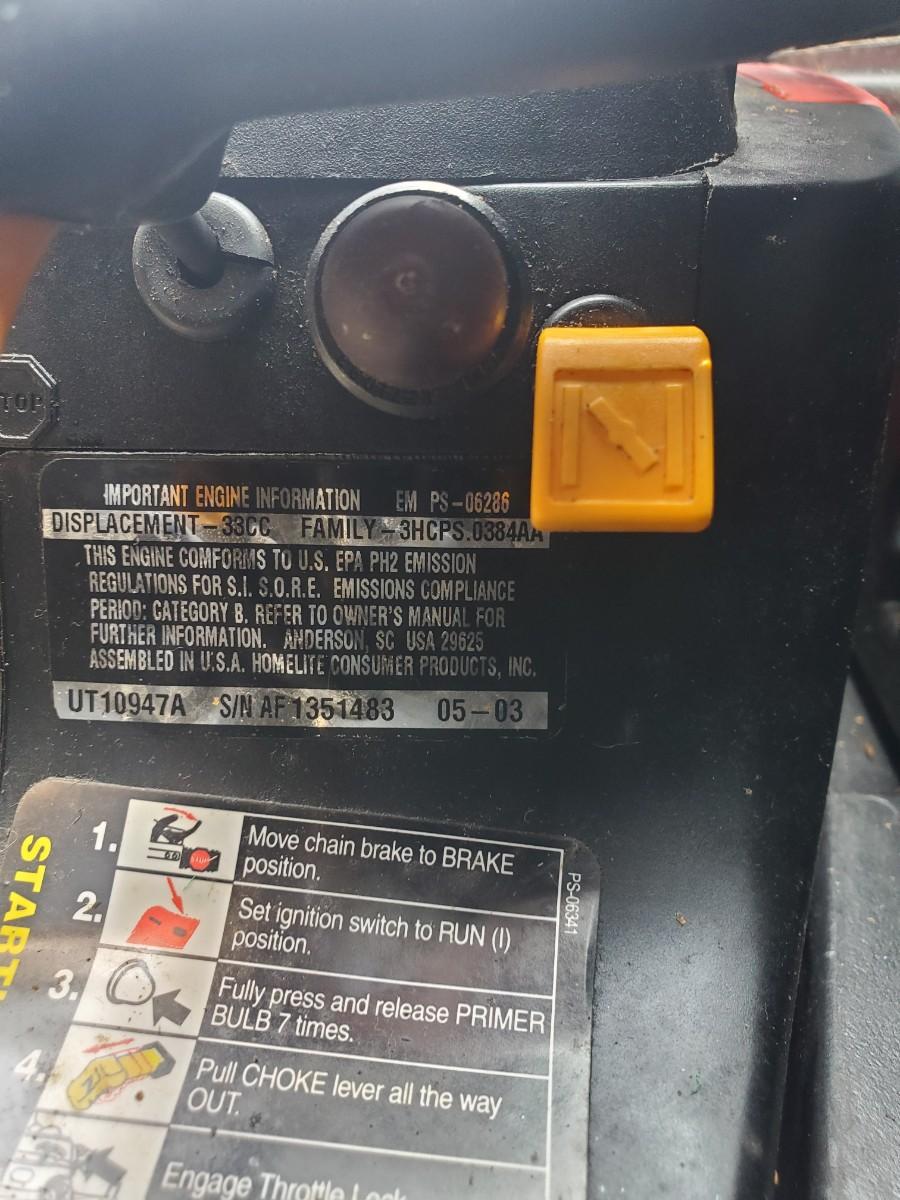 STOP
IMPORTANT ENGINE INFORMATION EM PS-06286
DISPLACEMENT-33CC FAMILY-3HCPS.0384AA
THIS ENGINE COMFORMS TO U.S. EPA PH2 EMISSION
REGULATIONS FOR S.I. S.O.R.E. EMISSIONS COMPLIANCE
PERIOD: CATEGORY B. REFER TO OWNER'S MANUAL FOR
FURTHER INFORMATION. ANDERSON, SC USA 29625
ASSEMBLED IN U.S.A. HOMELITE CONSUMER PRODUCTS, INC.
UT10947A S/N AF1351483 05-03
1. Move chain brake to BRAKE
position.
2. Set ignition switch to RUN (I)
position.
3. Fully press and release PRIMER
BULB 7 times.
4. Pull CHOKE lever all the way
OUT.
Engage Throttle Lock
PS-06341